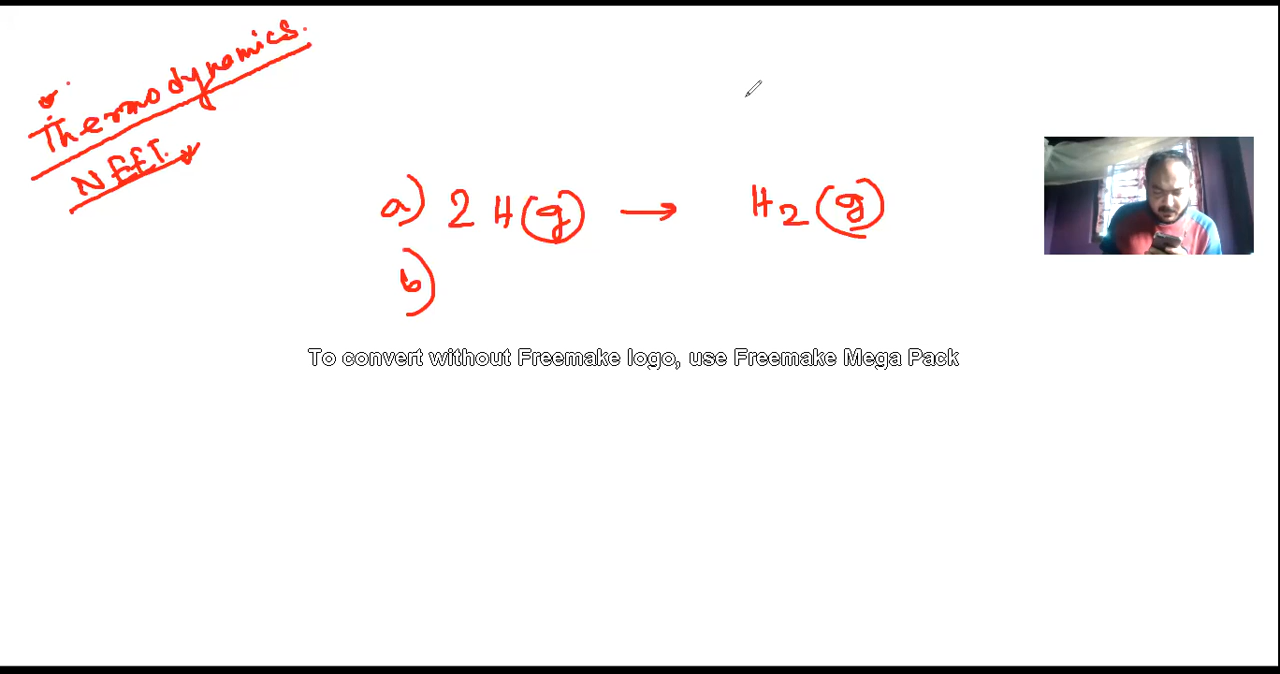 Thermodynamics.
NEET.
a) 2 H(g) → H2(g)
b)
To convert without Freemake logo, use Freemake Mega Pack